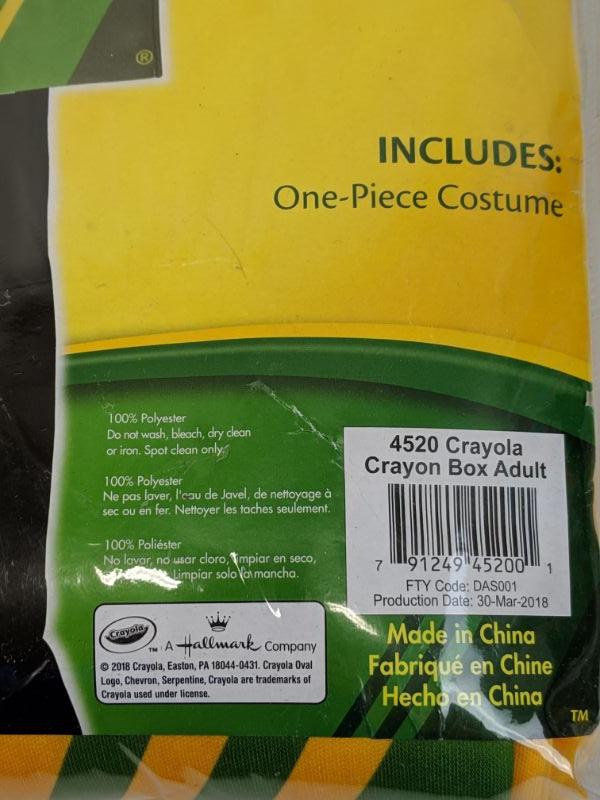 ®
INCLUDES:
One-Piece Costume
100% Polyester
Do not wash, bleach, dry clean
or iron. Spot clean only.
100% Polyester
Ne pas laver, l'eau de Javel, de nettoyage à
sec ou en fer. Nettoyer les taches seulement.
100% Poliéster
No lavar, no usar cloro, limpiar en seco,
Limpiar solo la mancha.
4520 Crayola
Crayon Box Adult
7 91249 45200 1
FTY Code: DAS001
Production Date: 30-Mar-2018
Crayola ™ A Hallmark Company
© 2018 Crayola, Easton, PA 18044-0431. Crayola Oval
Logo, Chevron, Serpentine, Crayola are trademarks of
Crayola used under license.
Made in China
Fabriqué en Chine
Hecho en China
TM